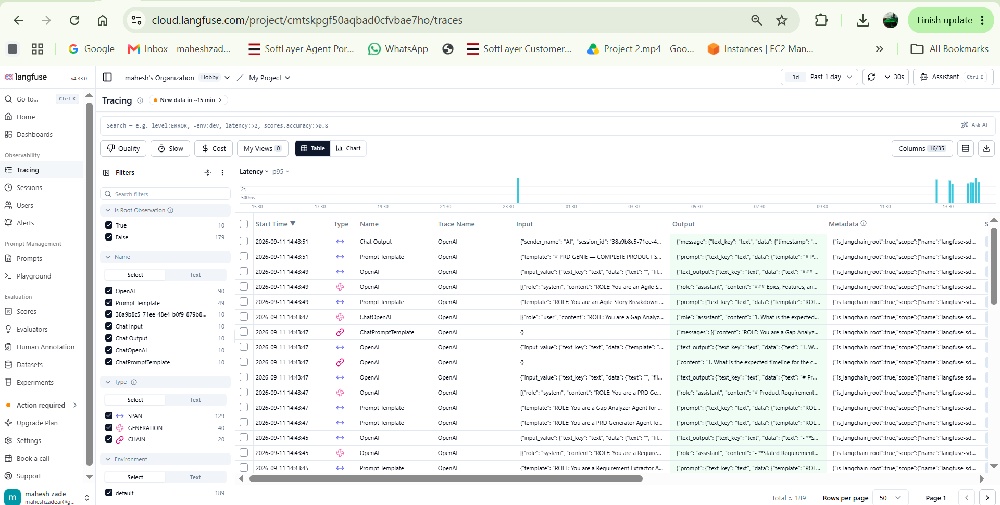 cloud.langfuse.com/project/cmtskpgf50aqbad0cfvbae7ho/traces
Finish update
Google
Inbox - maheshzad...
SoftLayer Agent Por...
WhatsApp
SoftLayer Customer...
Project 2.mp4 - Goo...
Instances | EC2 Man...
All Bookmarks
langfuse
v4.33.0
mahesh's Organization Hobby
My Project
1d Past 1 day
30s
Assistant Ctrl I
Go to... Ctrl K
Home
Dashboards
Observability
Tracing
Sessions
Users
Alerts
Prompt Management
Prompts
Playground
Evaluation
Scores
Evaluators
Human Annotation
Datasets
Experiments
Action required
Upgrade Plan
Settings
Book a call
Support
m
mahesh zade
maheshzadeai@g...
Tracing
New data in ~15 min
Search — e.g. level:ERROR, -env:dev, latency:>2, scores.accuracy:>0.8
Ask AI
Quality
Slow
Cost
My Views 0
Table
Chart
Columns 16/35
Filters
Search filters
Is Root Observation
True 10
False 179
Name
Select Text
OpenAI 90
Prompt Template 49
38a9b8c5-71ee-48e4-b0f9-879b8... 10
Chat Input 10
Chat Output 10
ChatOpenAI 10
ChatPromptTemplate 10
Type
Select Text
SPAN 129
GENERATION 40
CHAIN 20
Environment
Select Text
default 189
Latency p95
2s
500ms
15:30 17:30 19:30 21:30 23:30 01:30 03:30 05:30 07:30 09:30 11:30 13:30
Start Time Type Name Trace Name Input Output Metadata S
2026-09-11 14:43:51 Chat Output OpenAI {"sender_name": "AI", "session_id": "38a9b8c5-71ee-4... {"message": {"text_key": "text", "data": {"timestamp": "... {"is_langchain_root":true,"scope":{"name":"langfuse-sd...
2026-09-11 14:43:51 Prompt Template OpenAI {"template": "# PRD GENIE — COMPLETE PRODUCT S... {"prompt": {"text_key": "text", "data": {"template": "# P... {"is_langchain_root":true,"scope":{"name":"langfuse-sd...
2026-09-11 14:43:49 OpenAI OpenAI {"input_value": {"text_key": "text", "data": {"text": "", "fil... {"text_output": {"text_key": "text", "data": {"text": "### ... {"is_langchain_root":true,"scope":{"name":"langfuse-sd...
2026-09-11 14:43:49 OpenAI OpenAI [{"role": "system", "content": "ROLE: You are an Agile S... {"role": "assistant", "content": "### Epics, Features, an... {"is_langchain_root":true,"scope":{"name":"langfuse-sd...
2026-09-11 14:43:49 Prompt Template OpenAI {"template": "ROLE: You are an Agile Story Breakdown ... {"prompt": {"text_key": "text", "data": {"template": "ROL... {"is_langchain_root":true,"scope":{"name":"langfuse-sd...
2026-09-11 14:43:47 ChatOpenAI OpenAI [{"role": "user", "content": "ROLE: You are a Gap Analyz... {"role": "assistant", "content": "1. What is the expected... {"is_langchain_root":true,"scope":{"name":"langfuse-sd...
2026-09-11 14:43:47 ChatPromptTemplate OpenAI {} {"messages": [{"content": "ROLE: You are a Gap Analyz... {"is_langchain_root":true,"scope":{"name":"langfuse-sd...
2026-09-11 14:43:47 OpenAI OpenAI {"input_value": {"text_key": "text", "data": {"template": "... {"text_output": {"text_key": "text", "data": {"text": "1. W... {"is_langchain_root":true,"scope":{"name":"langfuse-sd...
2026-09-11 14:43:47 OpenAI OpenAI {} {"content": "1. What is the expected timeline for the c... {"is_langchain_root":true,"scope":{"name":"langfuse-sd...
2026-09-11 14:43:47 OpenAI OpenAI {"input_value": {"text_key": "text", "data": {"text": "", "fil... {"text_output": {"text_key": "text", "data": {"text": "# Pr... {"is_langchain_root":true,"scope":{"name":"langfuse-sd...
2026-09-11 14:43:47 OpenAI OpenAI [{"role": "system", "content": "ROLE: You are a PRD Ge... {"role": "assistant", "content": "# Product Requirement... {"is_langchain_root":true,"scope":{"name":"langfuse-sd...
2026-09-11 14:43:47 Prompt Template OpenAI {"template": "ROLE: You are a Gap Analyzer Agent for ... {"prompt": {"text_key": "text", "data": {"template": "ROL... {"is_langchain_root":true,"scope":{"name":"langfuse-sd...
2026-09-11 14:43:47 Prompt Template OpenAI {"template": "ROLE: You are a PRD Generator Agent fo... {"prompt": {"text_key": "text", "data": {"template": "ROL... {"is_langchain_root":true,"scope":{"name":"langfuse-sd...
2026-09-11 14:43:45 OpenAI OpenAI {"input_value": {"text_key": "text", "data": {"text": "", "fil... {"text_output": {"text_key": "text", "data": {"text": "- **S... {"is_langchain_root":true,"scope":{"name":"langfuse-sd...
2026-09-11 14:43:45 OpenAI OpenAI [{"role": "system", "content": "ROLE: You are a Require... {"role": "assistant", "content": "- **Stated Requirement... {"is_langchain_root":true,"scope":{"name":"langfuse-sd...
2026-09-11 14:43:45 Prompt Template OpenAI {"template": "ROLE: You are a Requirement Extractor A... {"prompt": {"text_key": "text", "data": {"template": "ROL... {"is_langchain_root":true,"scope":{"name":"langfuse-sd...
Total ≈ 189 Rows per page 50 Page 1